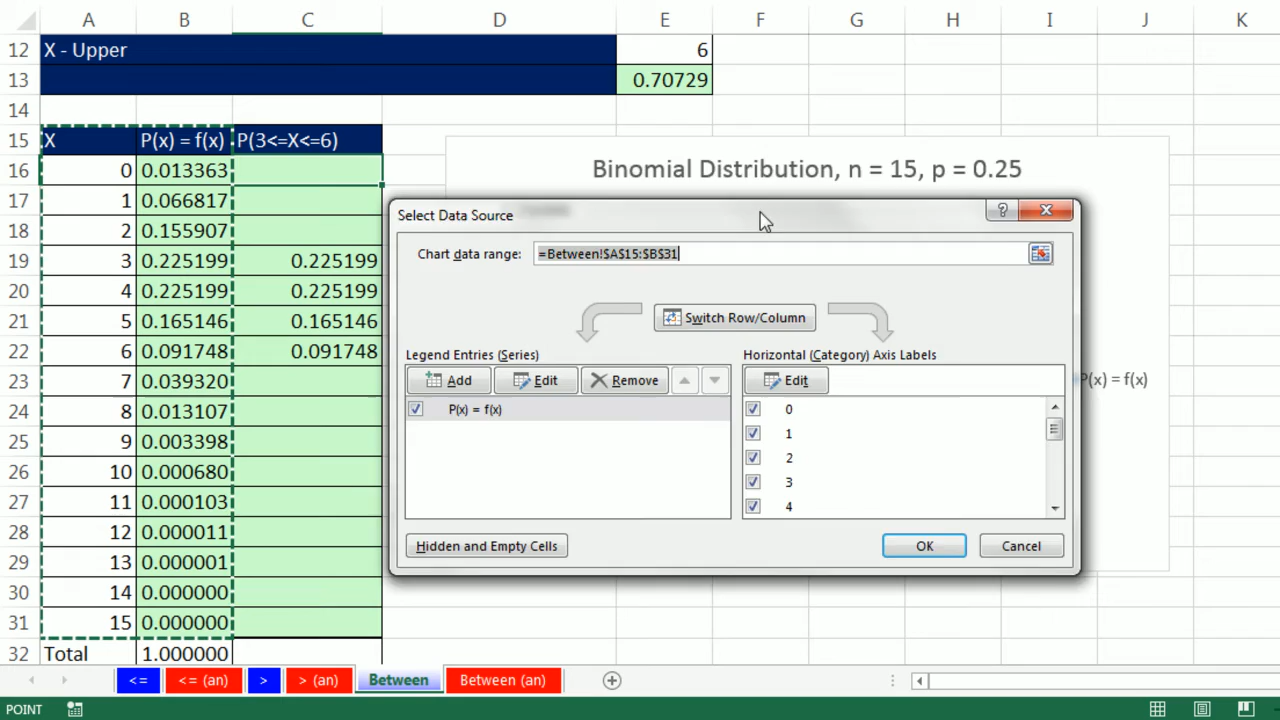 A B C D E F G H I J K
12 X - Upper 6
13 0.70729
14
15 X P(x) = f(x) P(3<=X<=6)
16 0 0.013363
17 1 0.066817
18 2 0.155907
19 3 0.225199 0.225199
20 4 0.225199 0.225199
21 5 0.165146 0.165146
22 6 0.091748 0.091748
23 7 0.039320
24 8 0.013107
25 9 0.003398
26 10 0.000680
27 11 0.000103
28 12 0.000011
29 13 0.000001
30 14 0.000000
31 15 0.000000
32 Total 1.000000
Binomial Distribution, n = 15, p = 0.25
P(x) = f(x)
Select Data Source
?
Chart data range: =Between!$A$15:$B$31
Switch Row/Column
Legend Entries (Series)
Add Edit Remove
P(x) = f(x)
Horizontal (Category) Axis Labels
Edit
0
1
2
3
4
Hidden and Empty Cells OK Cancel
<= <= (an) > > (an) Between Between (an)
POINT